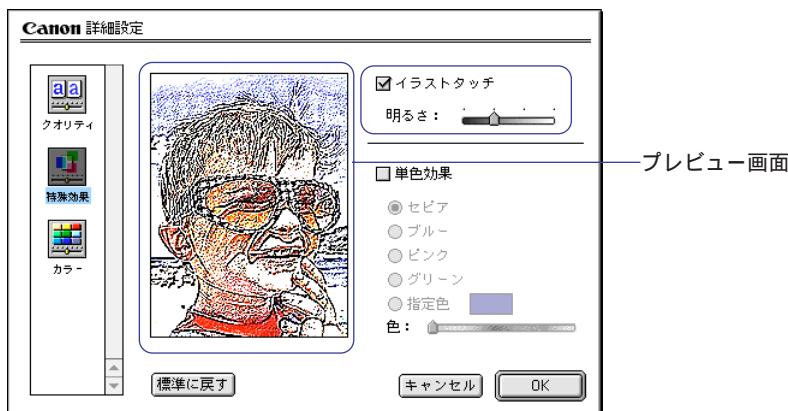 Canon 詳細設定
aa
クオリティ
特殊効果
カラー
イラストタッチ
明るさ：
プレビュー画面
単色効果
セピア
ブルー
ピンク
グリーン
指定色
色：
標準に戻す
キャンセル
OK